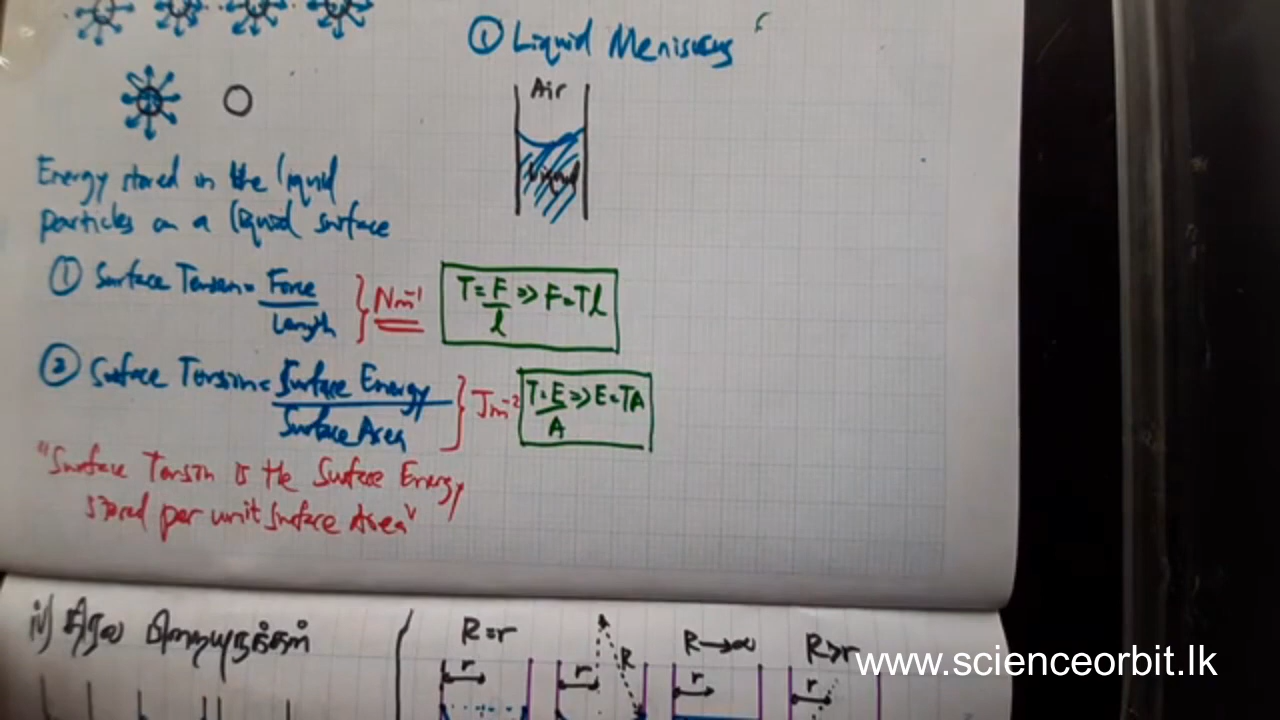 ① Liquid Meniscus
Air
Liquid
Energy stored in the liquid
particles on a liquid surface
① Surface Tension = Force
Length
} Nm⁻¹
T = F/l ⇒ F = Tl
② Surface Tension = Surface Energy
Surface Area
} Jm⁻²
T = E/A ⇒ E = TA
"Surface Tension is the Surface Energy
stored per unit Surface Area"
iv)
R = r
r
r
R
R → ∞
r
R > r
r
www.scienceorbit.lk